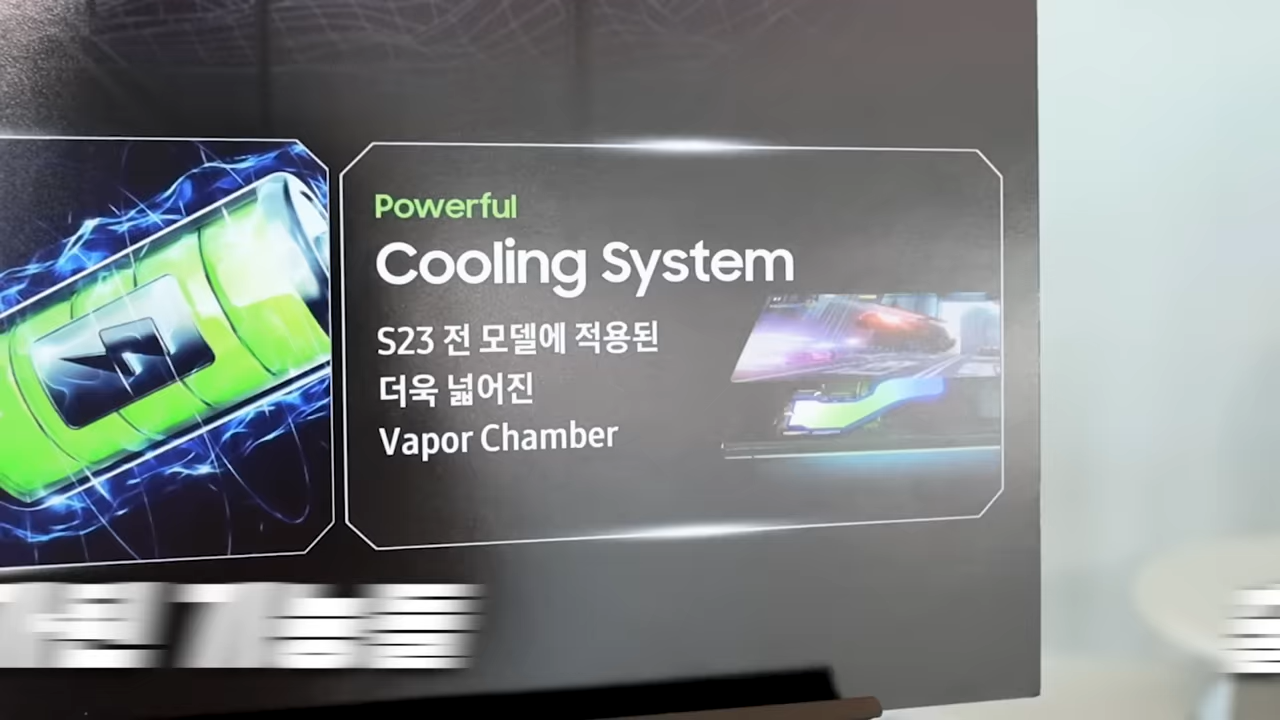 Powerful
Cooling System
S23 전 모델에 적용된
더욱 넓어진
Vapor Chamber